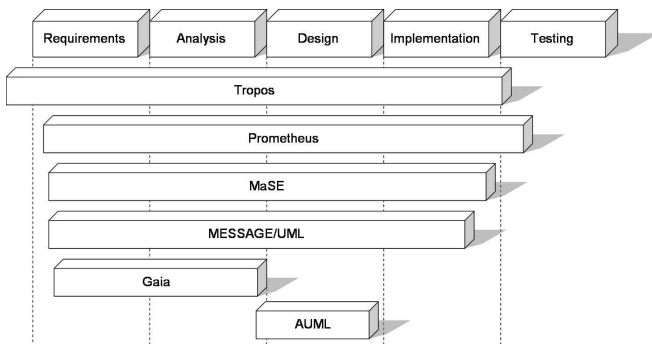 Requirements Analysis Design Implementation Testing
Tropos
Prometheus
MaSE
MESSAGE/UML
Gaia
AUML